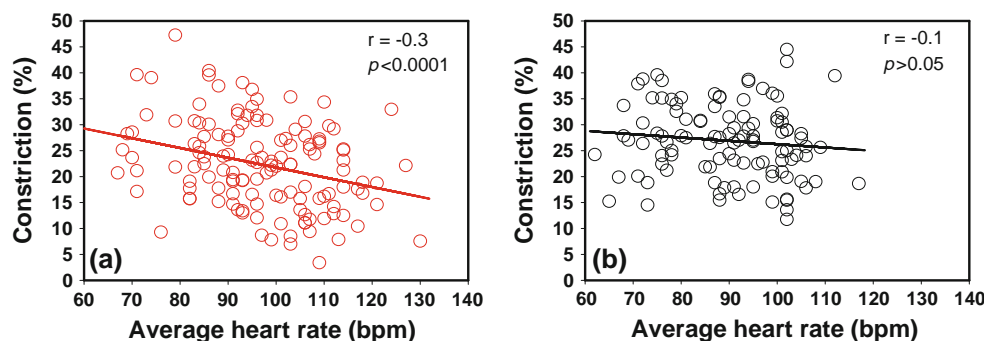 50
45
40
35
30
25
20
15
10
5
0
Constriction (%)
r = -0.3
p<0.0001
(a)
60 70 80 90 100 110 120 130 140
Average heart rate (bpm)
50
45
40
35
30
25
20
15
10
5
0
Constriction (%)
r = -0.1
p>0.05
(b)
60 70 80 90 100 110 120 130 140
Average heart rate (bpm)